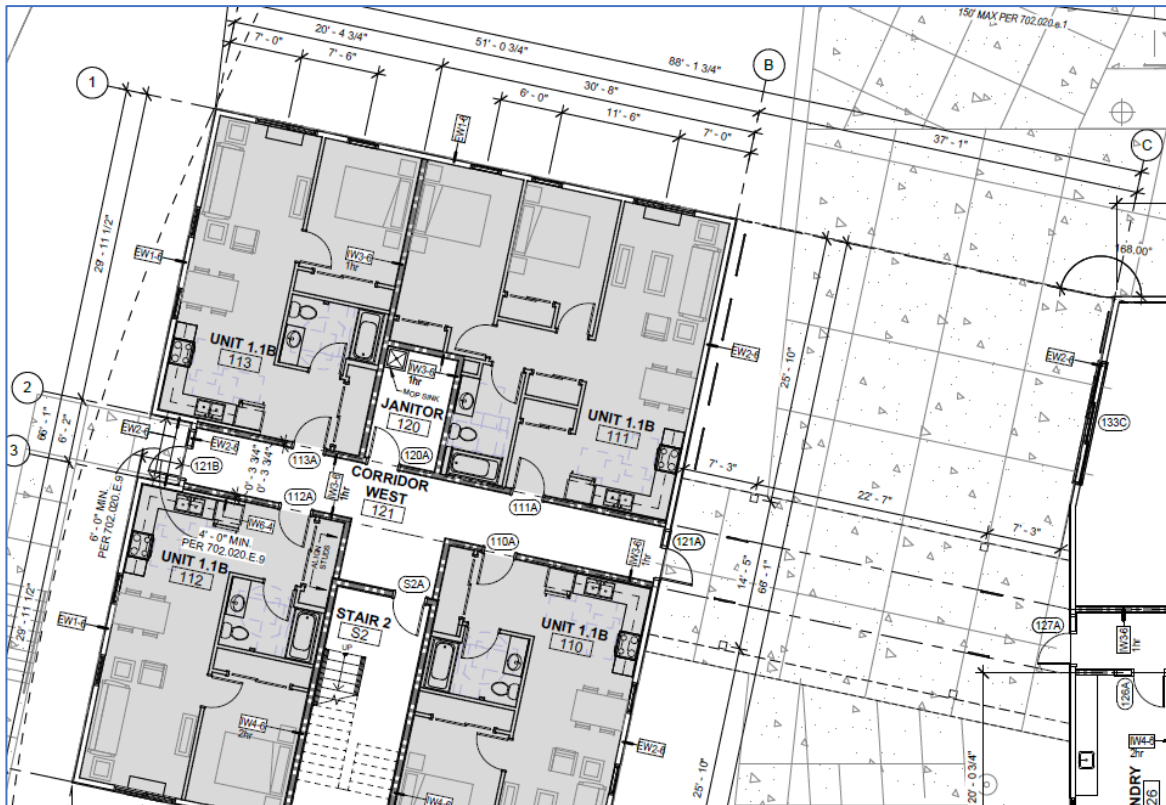 150' MAX PER 702.020.e.1
88' - 1 3/4"
51' - 0 3/4"
37' - 1"
20' - 4 3/4"
30' - 8"
7' - 0"
7' - 6"
6' - 0"
11' - 6"
7' - 0"
1
B
C
2
3
EW1-6
29' - 11 1/2"
EW1-6
66' - 1"
6' - 2"
168.00°
IW3-6
1hr
UNIT 1.1B
113
IW3-6
1hr
MOP SINK
JANITOR
120
120A
UNIT 1.1B
111
EW2-6
25' - 10"
EW2-6
133C
EW2-6
EW2-6
121B
0' - 3 3/4"
0' - 3 3/4"
113A
IW3-6
1hr
CORRIDOR
WEST
121
111A
7' - 3"
22' - 7"
7' - 3"
6' - 0" MIN.
PER 702.020.E.9
112A
IW6-4
4' - 0" MIN.
PER 702.020.E.9
ALIGN
STUDS
UNIT 1.1B
112
110A
IW3-6
1hr
121A
14' - 5"
66' - 1"
S2A
STAIR 2
S2
UP
UNIT 1.1B
110
127A
IW3-6
1hr
126A
EW1-6
29' - 11 1/2"
IW4-6
2hr
EW2-6
25' - 10"
20' - 0 3/4"
IW4-6
2hr
IW4-6